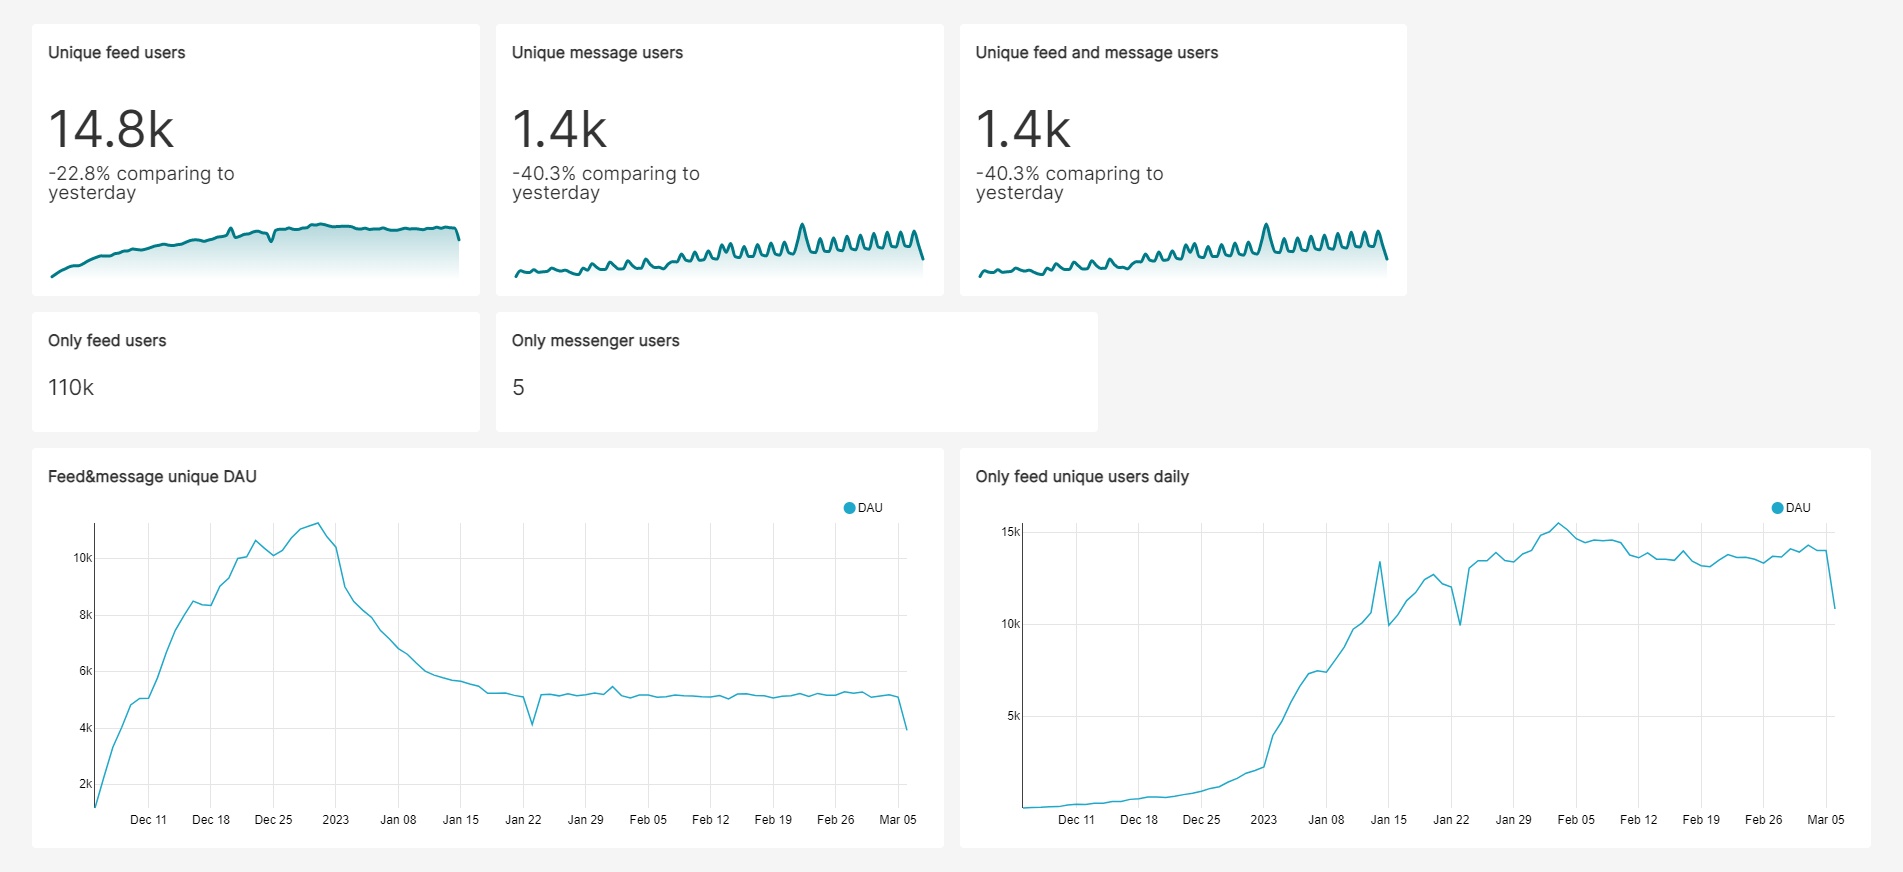 Unique feed users
14.8k
-22.8% comparing to
yesterday
Unique message users
1.4k
-40.3% comparing to
yesterday
Unique feed and message users
1.4k
-40.3% comapring to
yesterday
Only feed users
110k
Only messenger users
5
Feed&message unique DAU
DAU
10k
8k
6k
4k
2k
Dec 11 Dec 18 Dec 25 2023 Jan 08 Jan 15 Jan 22 Jan 29 Feb 05 Feb 12 Feb 19 Feb 26 Mar 05
Only feed unique users daily
DAU
15k
10k
5k
Dec 11 Dec 18 Dec 25 2023 Jan 08 Jan 15 Jan 22 Jan 29 Feb 05 Feb 12 Feb 19 Feb 26 Mar 05